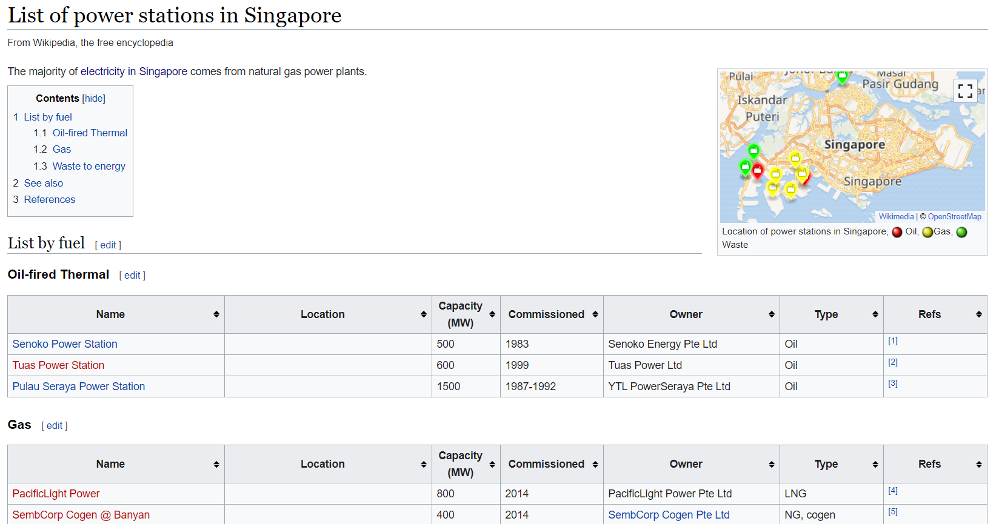 List of power stations in Singapore
From Wikipedia, the free encyclopedia
The majority of electricity in Singapore comes from natural gas power plants.
Contents [hide]
1 List by fuel
1.1 Oil-fired Thermal
1.2 Gas
1.3 Waste to energy
2 See also
3 References
Pulai
Masai
Pasir Gudang
Iskandar
Puteri
Singapore
Singapore
Wikimedia | © OpenStreetMap
Location of power stations in Singapore, Oil, Gas,
Waste
List by fuel [ edit ]
Oil-fired Thermal [ edit ]
Name Location Capacity (MW) Commissioned Owner Type Refs
Senoko Power Station 500 1983 Senoko Energy Pte Ltd Oil [1]
Tuas Power Station 600 1999 Tuas Power Ltd Oil [2]
Pulau Seraya Power Station 1500 1987-1992 YTL PowerSeraya Pte Ltd Oil [3]
Gas [ edit ]
Name Location Capacity (MW) Commissioned Owner Type Refs
PacificLight Power 800 2014 PacificLight Power Pte Ltd LNG [4]
SembCorp Cogen @ Banyan 400 2014 SembCorp Cogen Pte Ltd NG, cogen [5]